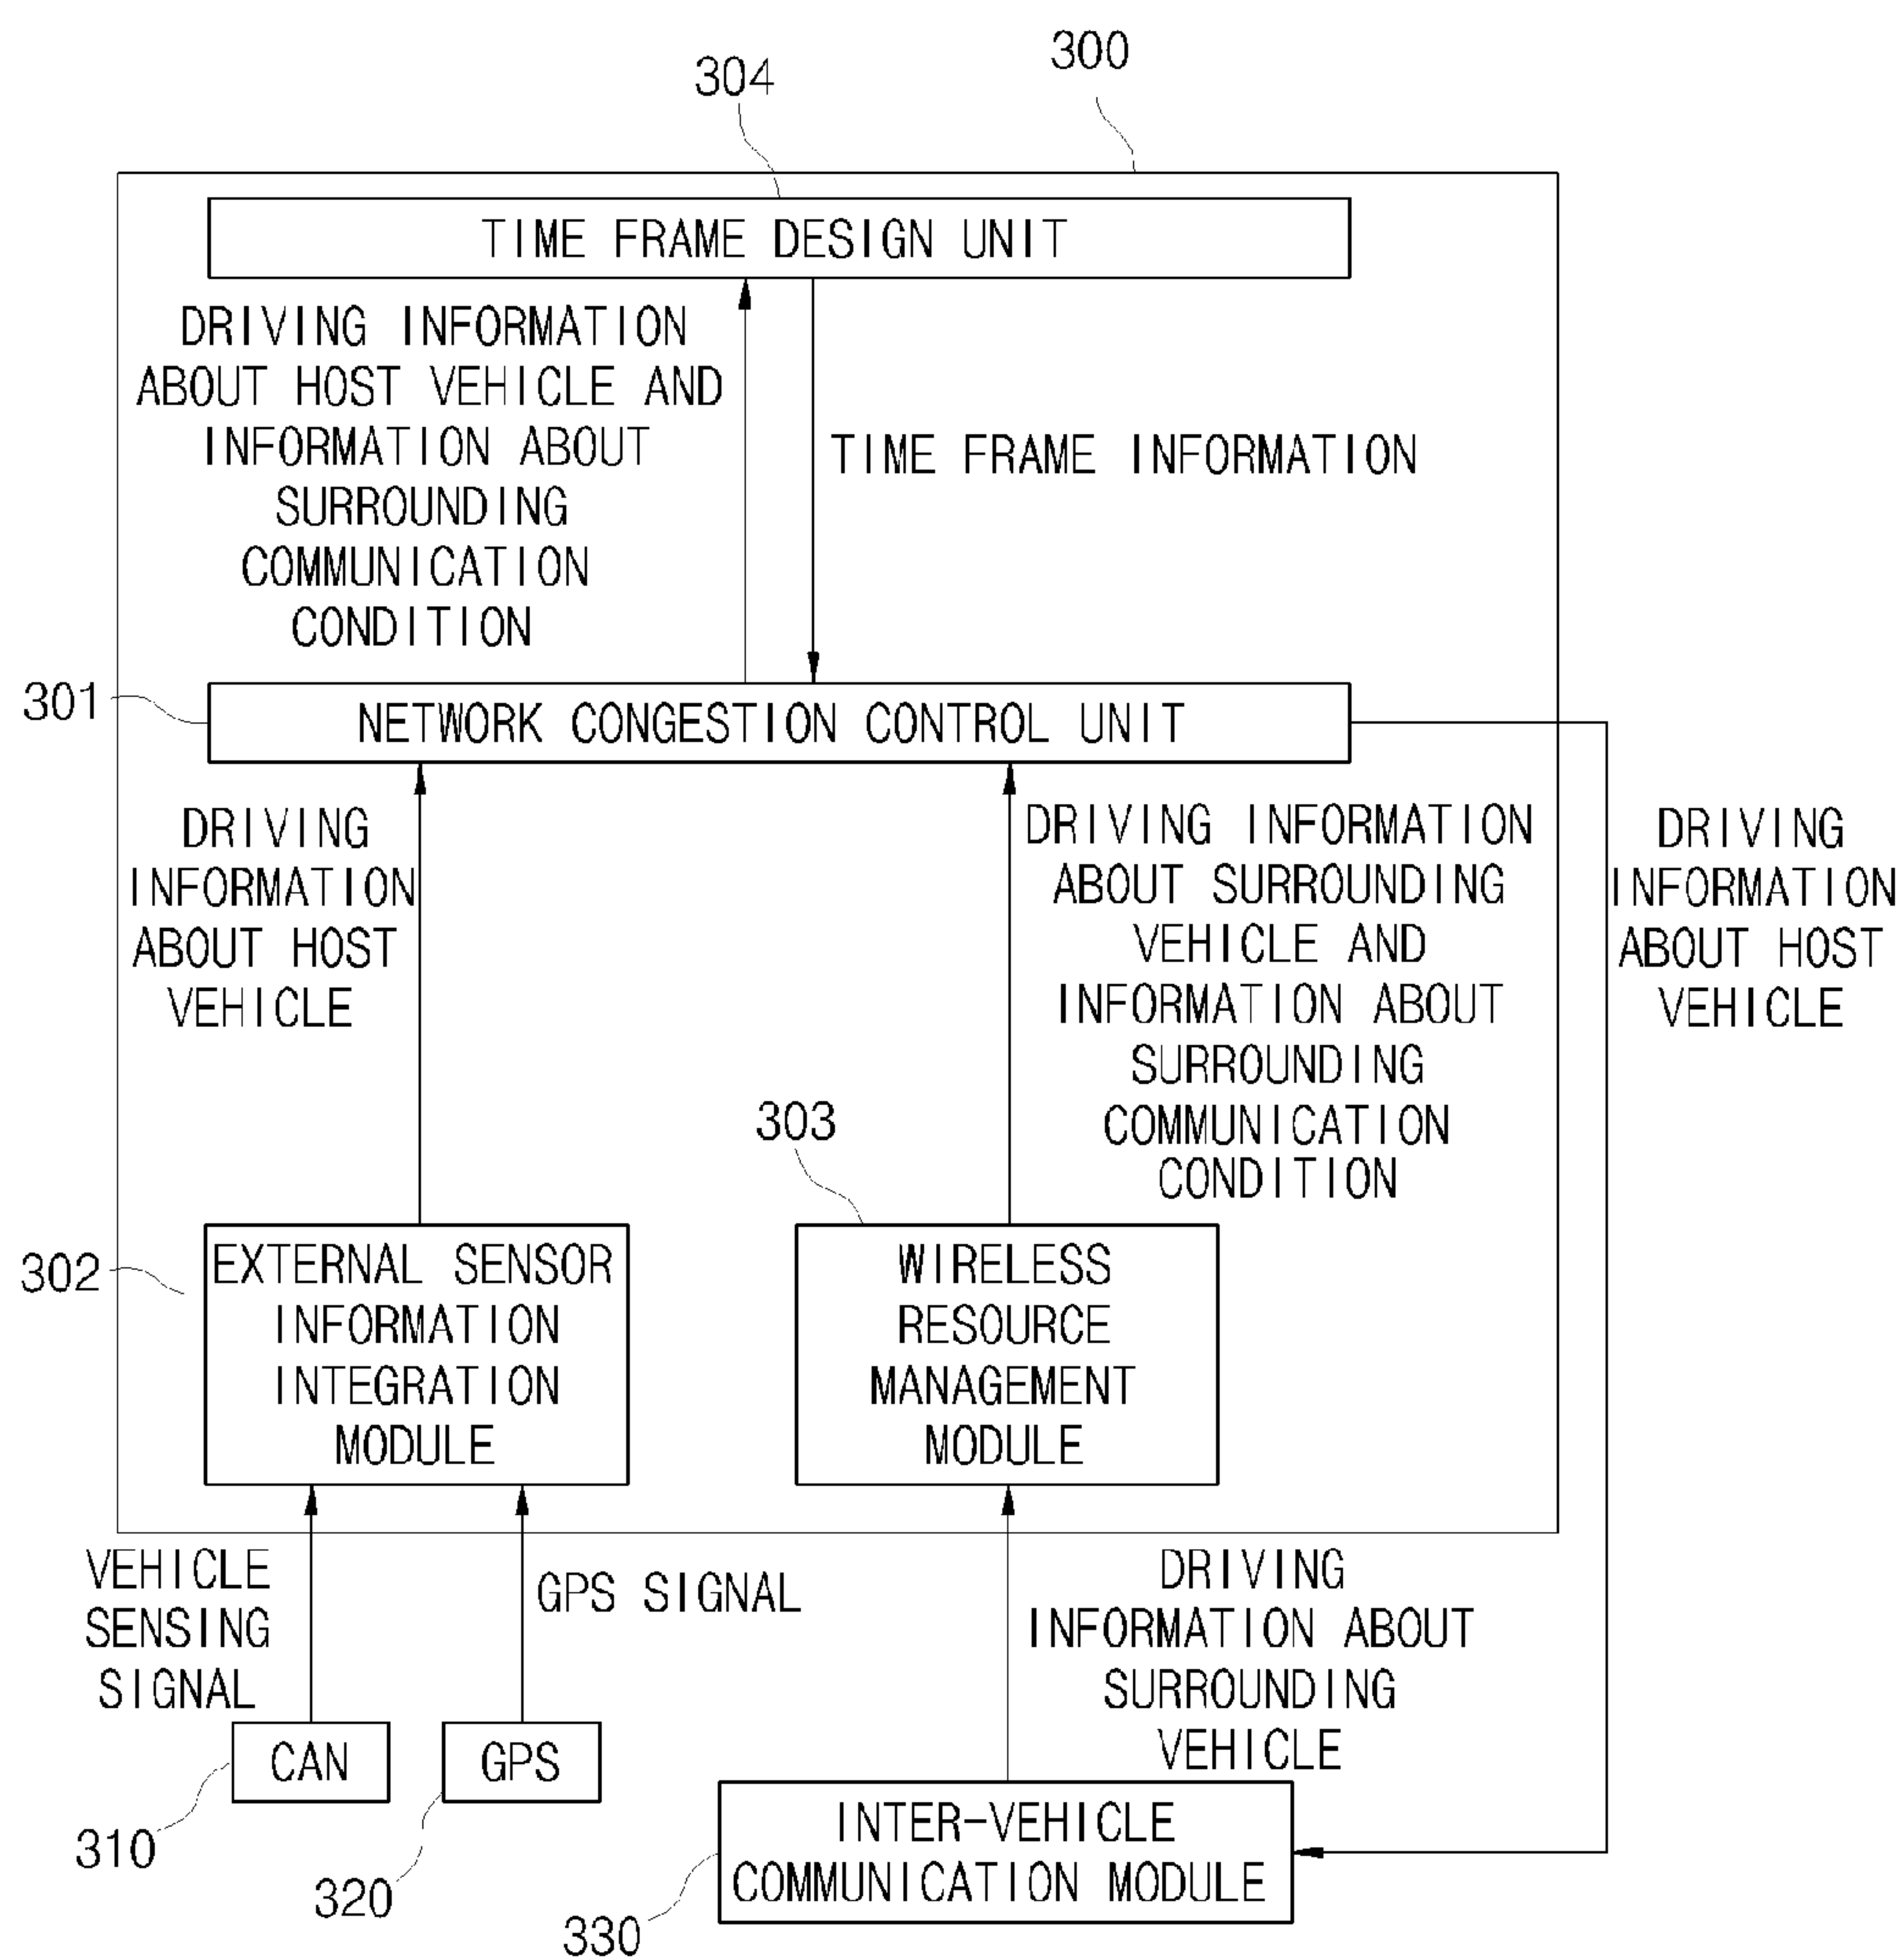 300
304
TIME FRAME DESIGN UNIT
DRIVING INFORMATION
ABOUT HOST VEHICLE AND
INFORMATION ABOUT
SURROUNDING
COMMUNICATION
CONDITION
TIME FRAME INFORMATION
301
NETWORK CONGESTION CONTROL UNIT
DRIVING
INFORMATION
ABOUT HOST
VEHICLE
DRIVING INFORMATION
ABOUT SURROUNDING
VEHICLE AND
INFORMATION ABOUT
SURROUNDING
COMMUNICATION
CONDITION
DRIVING
INFORMATION
ABOUT HOST
VEHICLE
303
302
EXTERNAL SENSOR
INFORMATION
INTEGRATION
MODULE
WIRELESS
RESOURCE
MANAGEMENT
MODULE
VEHICLE
SENSING
SIGNAL
GPS SIGNAL
DRIVING
INFORMATION ABOUT
SURROUNDING
VEHICLE
CAN
GPS
310
320
INTER-VEHICLE
COMMUNICATION MODULE
330